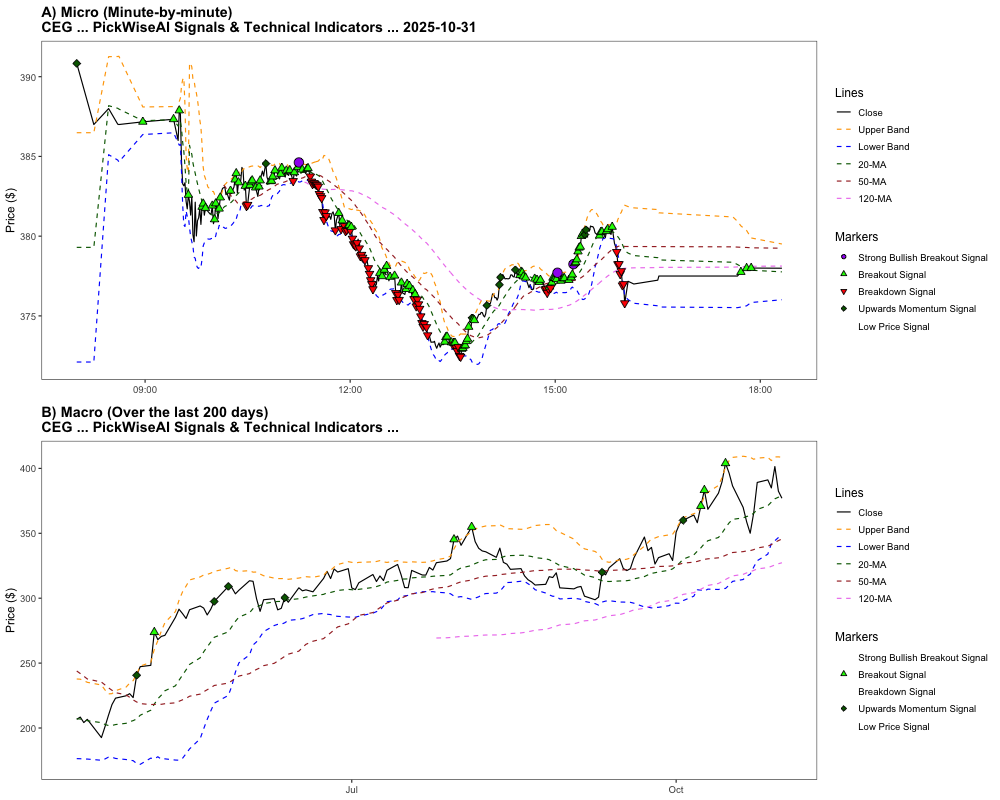 A) Micro (Minute-by-minute)
CEG ... PickWiseAI Signals & Technical Indicators ... 2025-10-31
Price ($)
390
385
380
375
09:00
12:00
15:00
18:00
Lines
Close
Upper Band
Lower Band
20-MA
50-MA
120-MA
Markers
Strong Bullish Breakout Signal
Breakout Signal
Breakdown Signal
Upwards Momentum Signal
Low Price Signal
B) Macro (Over the last 200 days)
CEG ... PickWiseAI Signals & Technical Indicators ...
Price ($)
400
350
300
250
200
Jul
Oct
Lines
Close
Upper Band
Lower Band
20-MA
50-MA
120-MA
Markers
Strong Bullish Breakout Signal
Breakout Signal
Breakdown Signal
Upwards Momentum Signal
Low Price Signal